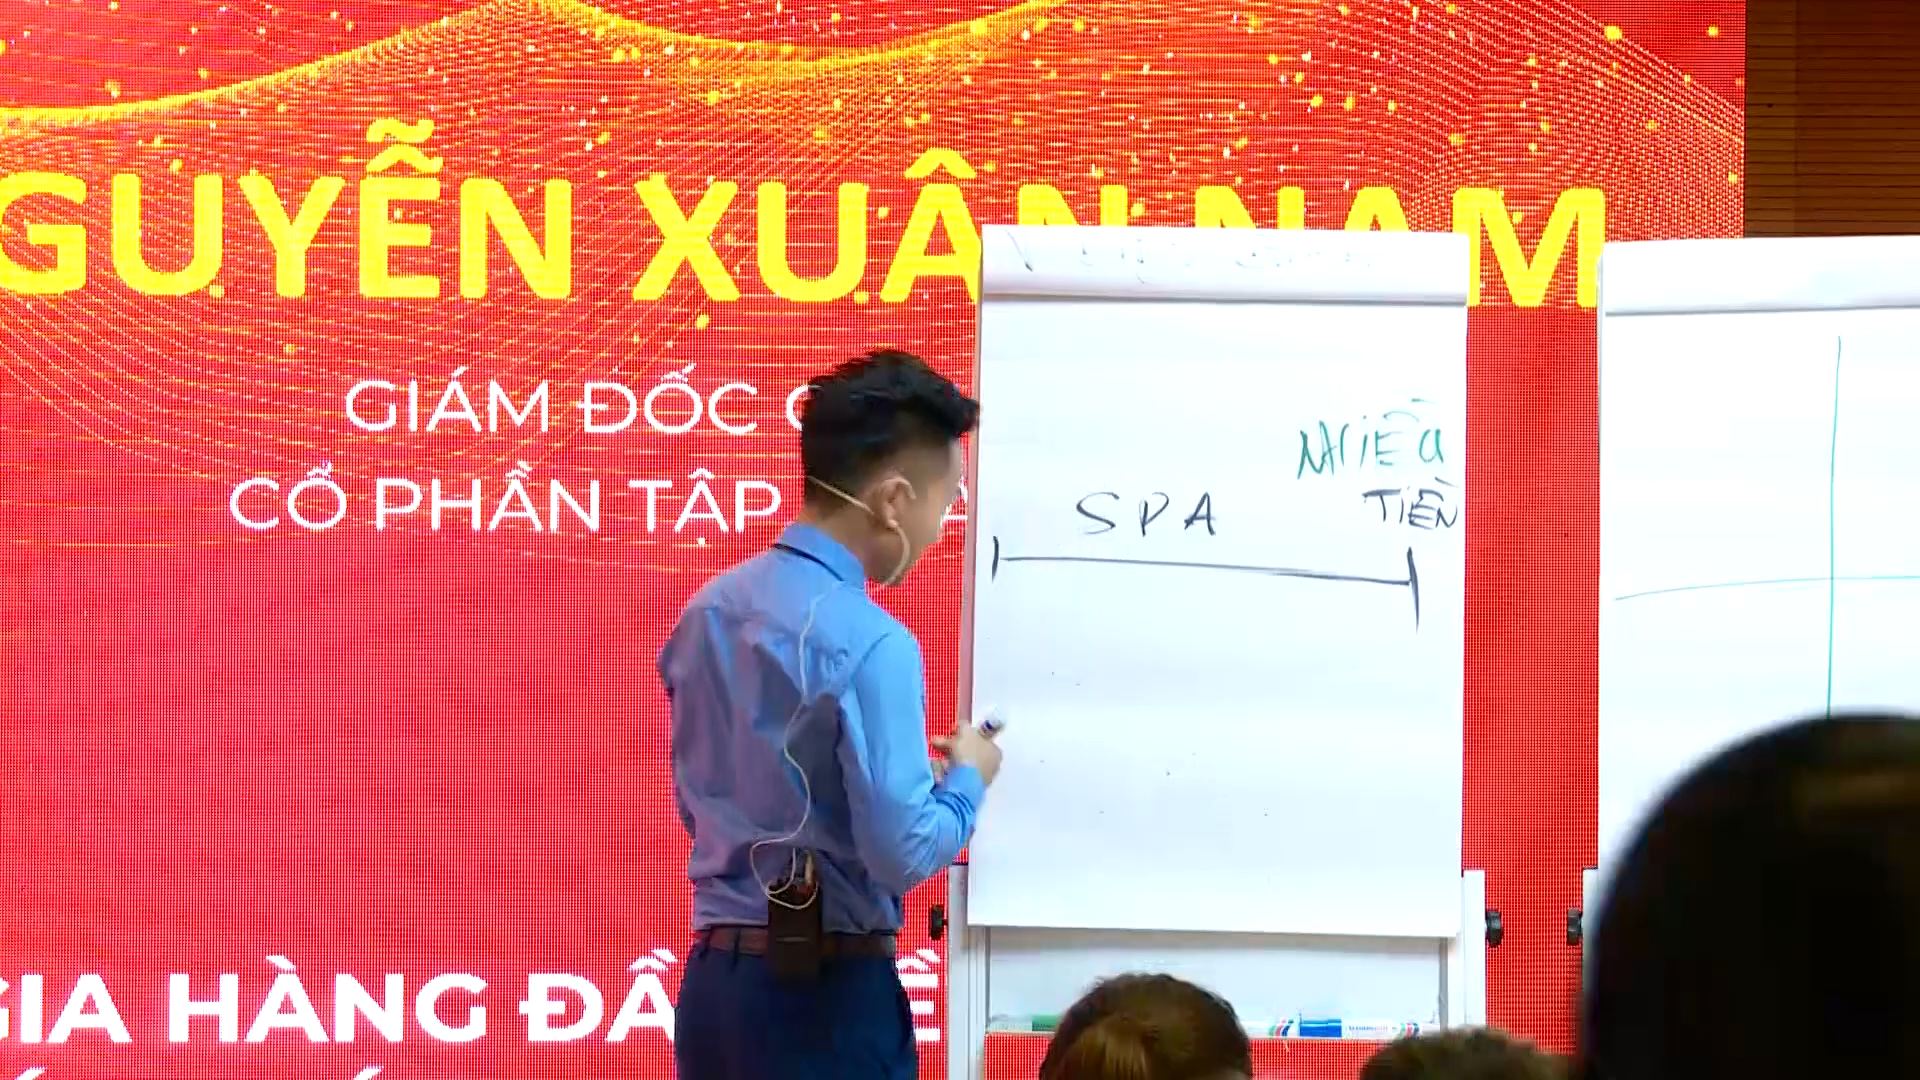 GUYỄN XUÂN NAM
GIÁM ĐỐC
CỔ PHẦN TẬP
GIA HÀNG ĐẦ
NHIỀU
TIỀN
SPA